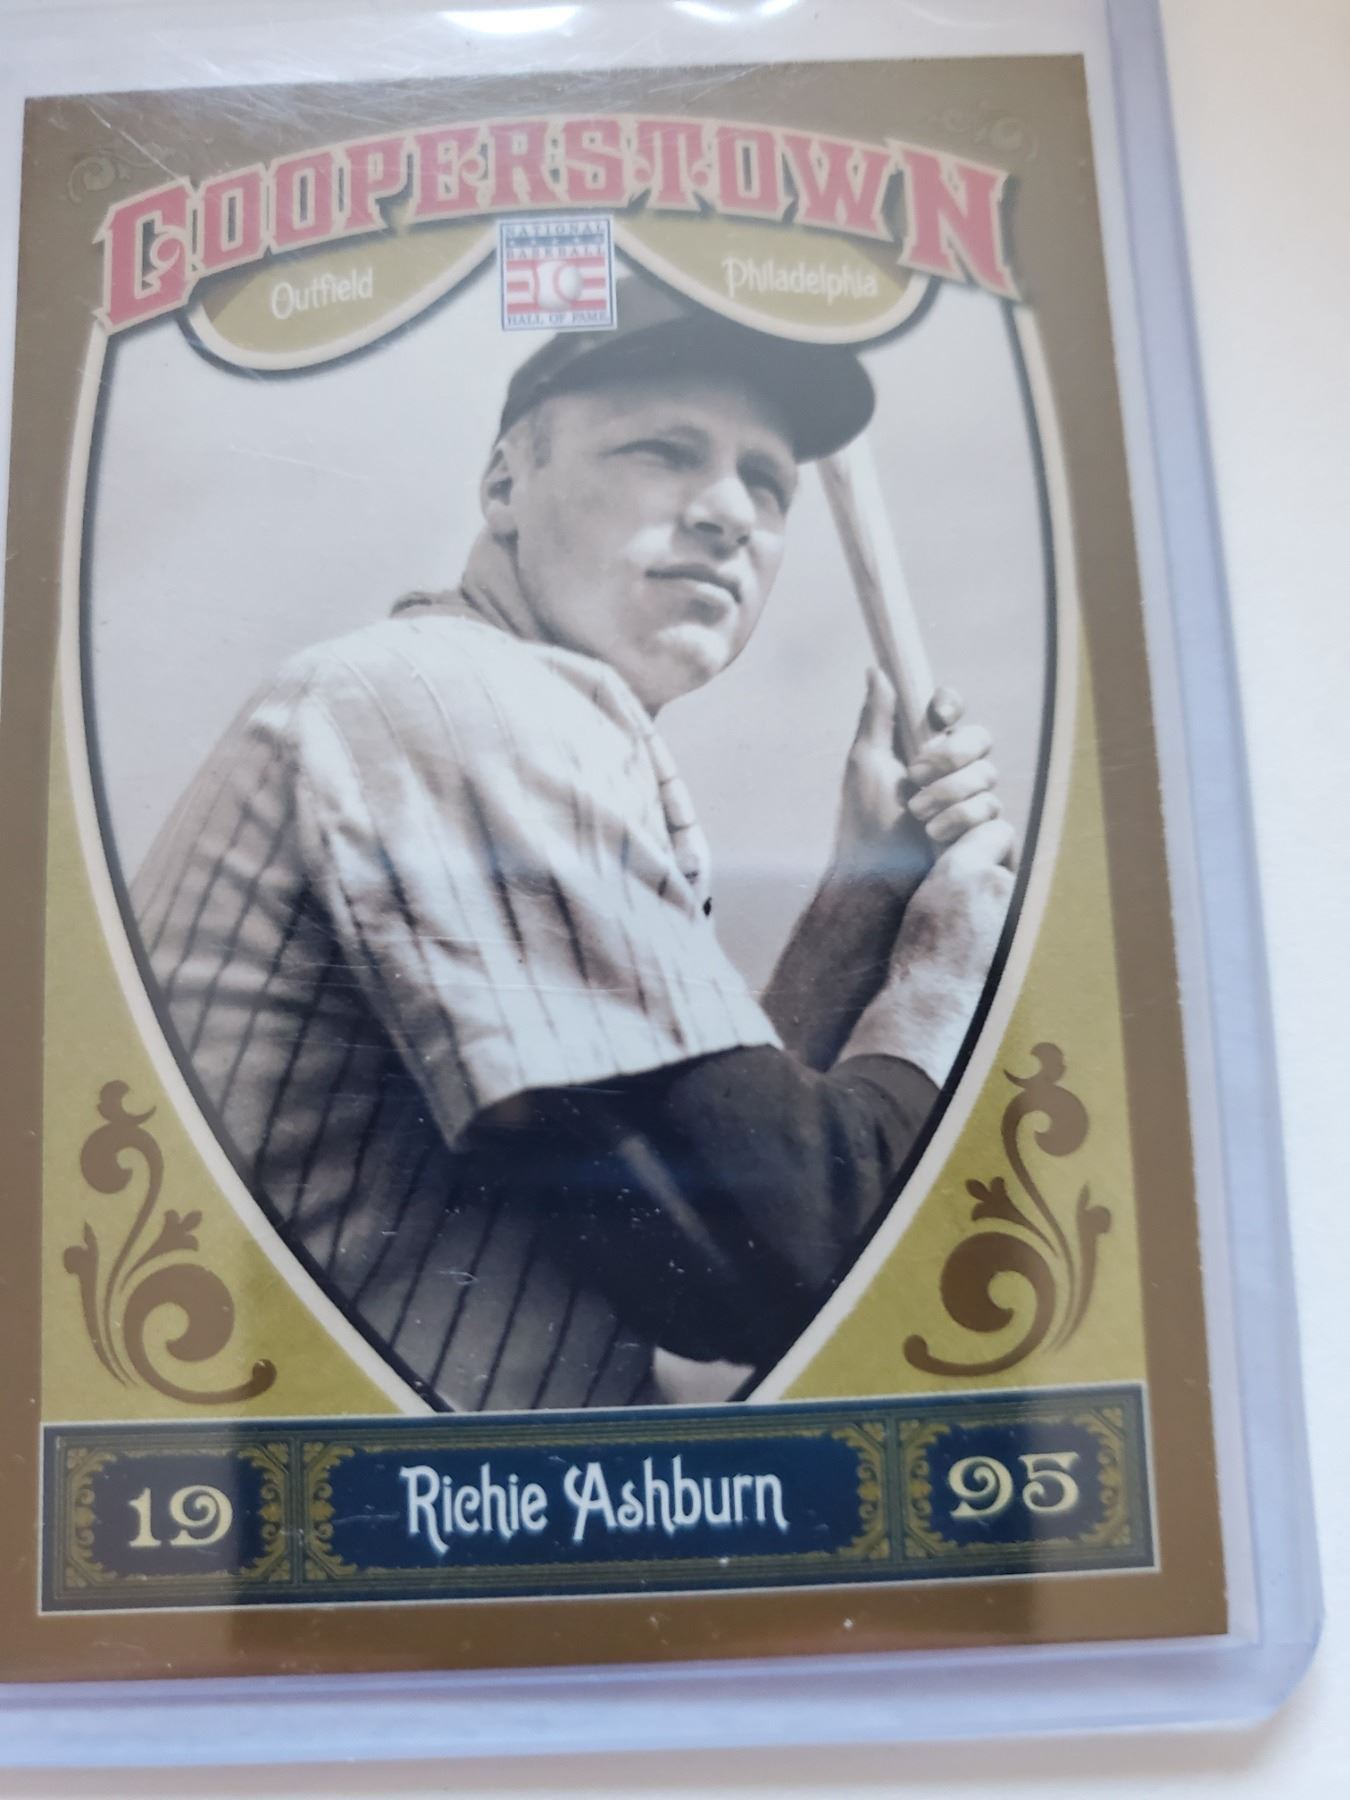 COOPERSTOWN
Outfield
NATIONAL
BASEBALL
HALL OF FAME
Philadelphia
19
Richie Ashburn
95